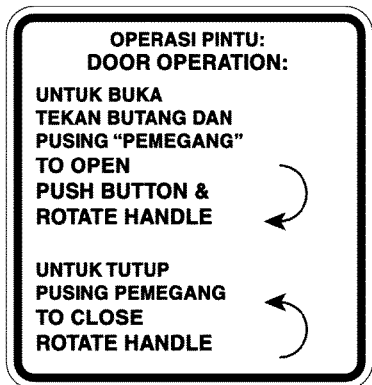 OPERASI PINTU:
DOOR OPERATION:
UNTUK BUKA
TEKAN BUTANG DAN
PUSING “PEMEGANG”
TO OPEN
PUSH BUTTON &
ROTATE HANDLE
UNTUK TUTUP
PUSING PEMEGANG
TO CLOSE
ROTATE HANDLE